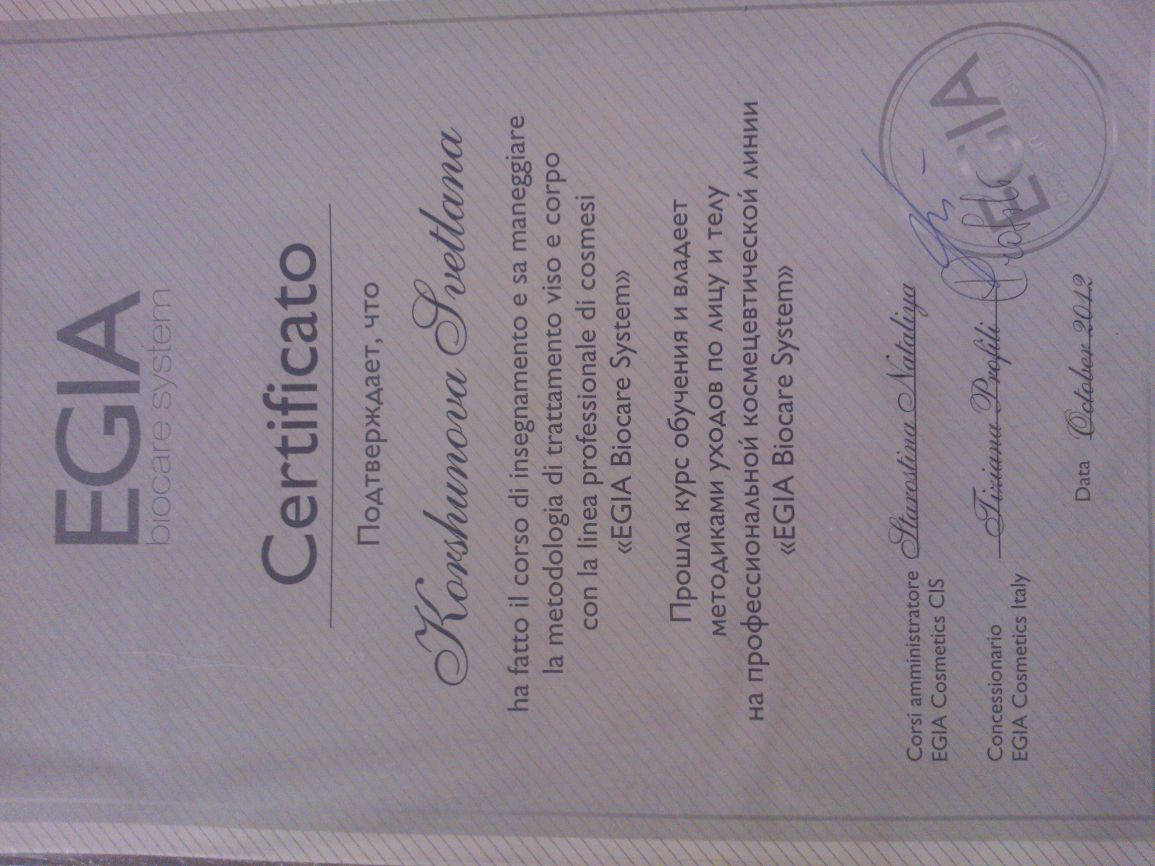 EGIA
biocare system
Certificato
Подтверждает, что
Korshunova Svetlana
ha fatto il corso di insegnamento e sa maneggiare
la metodologia di trattamento viso e corpo
con la linea professionale di cosmesi
«EGIA Biocare System»
Прошла курс обучения и владеет
методиками уходов по лицу и телу
на профессиональной космецевтической линии
«EGIA Biocare System»
Corsi amministratore Starostina Nataliya
EGIA Cosmetics CIS
Concessionario Tiziana Profili
EGIA Cosmetics Italy
Data October 2012
EGIA